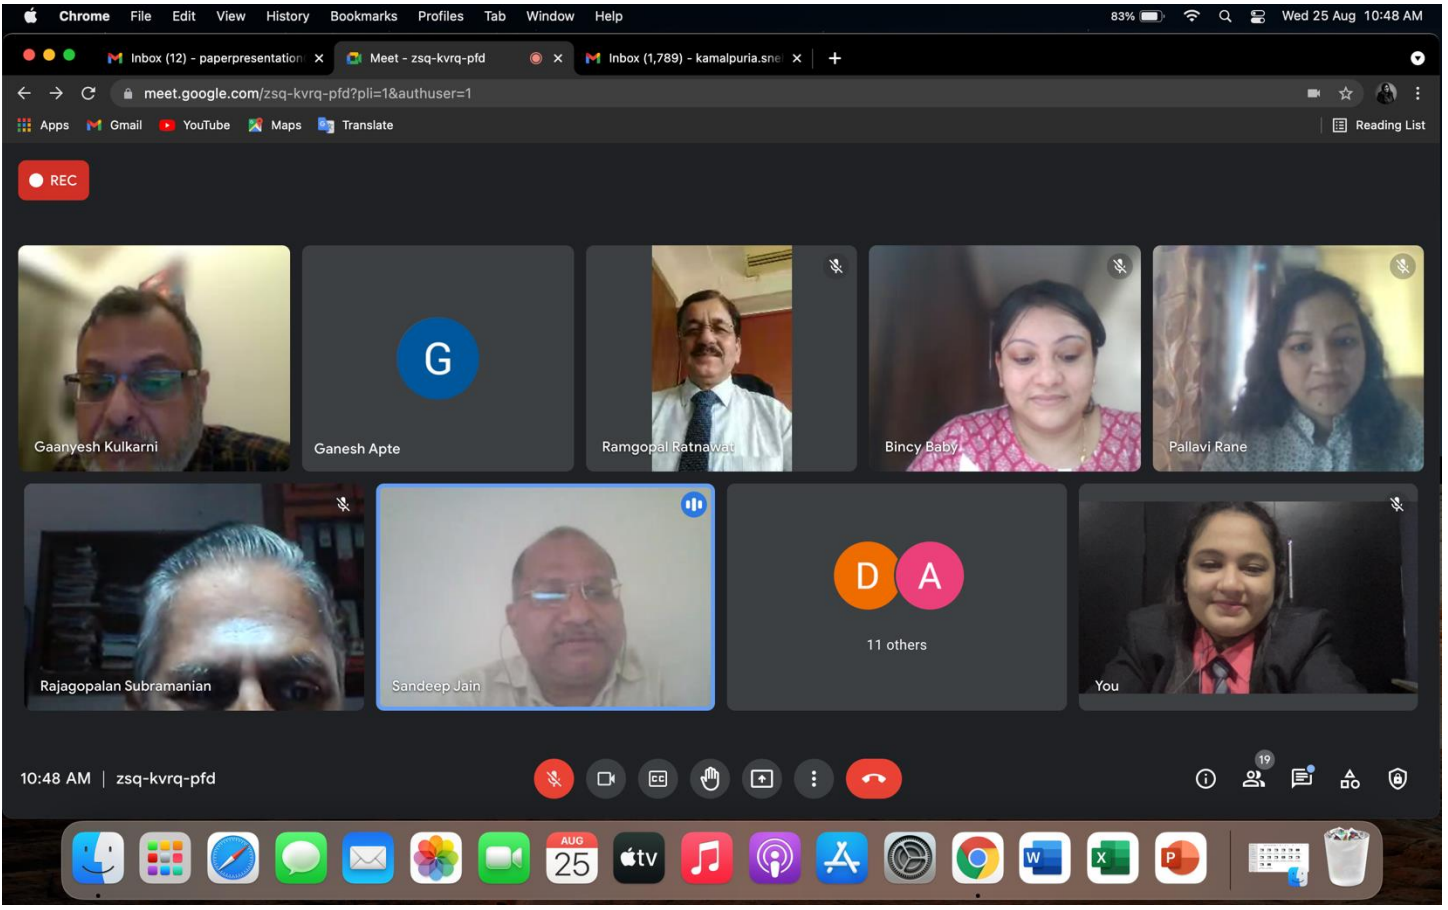 Chrome File Edit View History Bookmarks Profiles Tab Window Help 83% Wed 25 Aug 10:48 AM
Inbox (12) - paperpresentation Meet - zsq-kvrq-pfd Inbox (1,789) - kamalpuria.snel
meet.google.com/zsq-kvrq-pfd?pli=1&authuser=1
Apps Gmail YouTube Maps Translate Reading List
REC
G
Gaanyesh Kulkarni Ganesh Apte Ramgopal Ratnawat Bincy Baby Pallavi Rane
D A
11 others
Rajagopalan Subramanian Sandeep Jain You
19
10:48 AM | zsq-kvrq-pfd CC
AUG
25 tv W X P